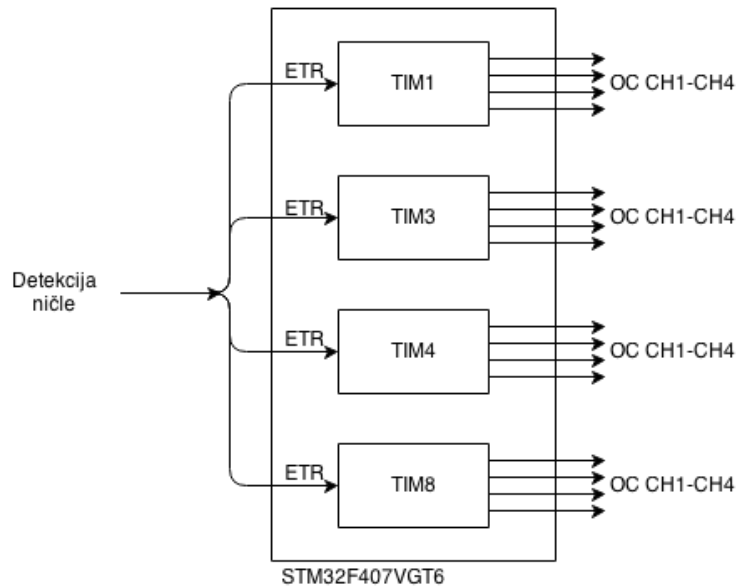 ETR
TIM1
OC CH1-CH4
ETR
TIM3
OC CH1-CH4
Detekcija
ničle
ETR
TIM4
OC CH1-CH4
ETR
TIM8
OC CH1-CH4
STM32F407VGT6